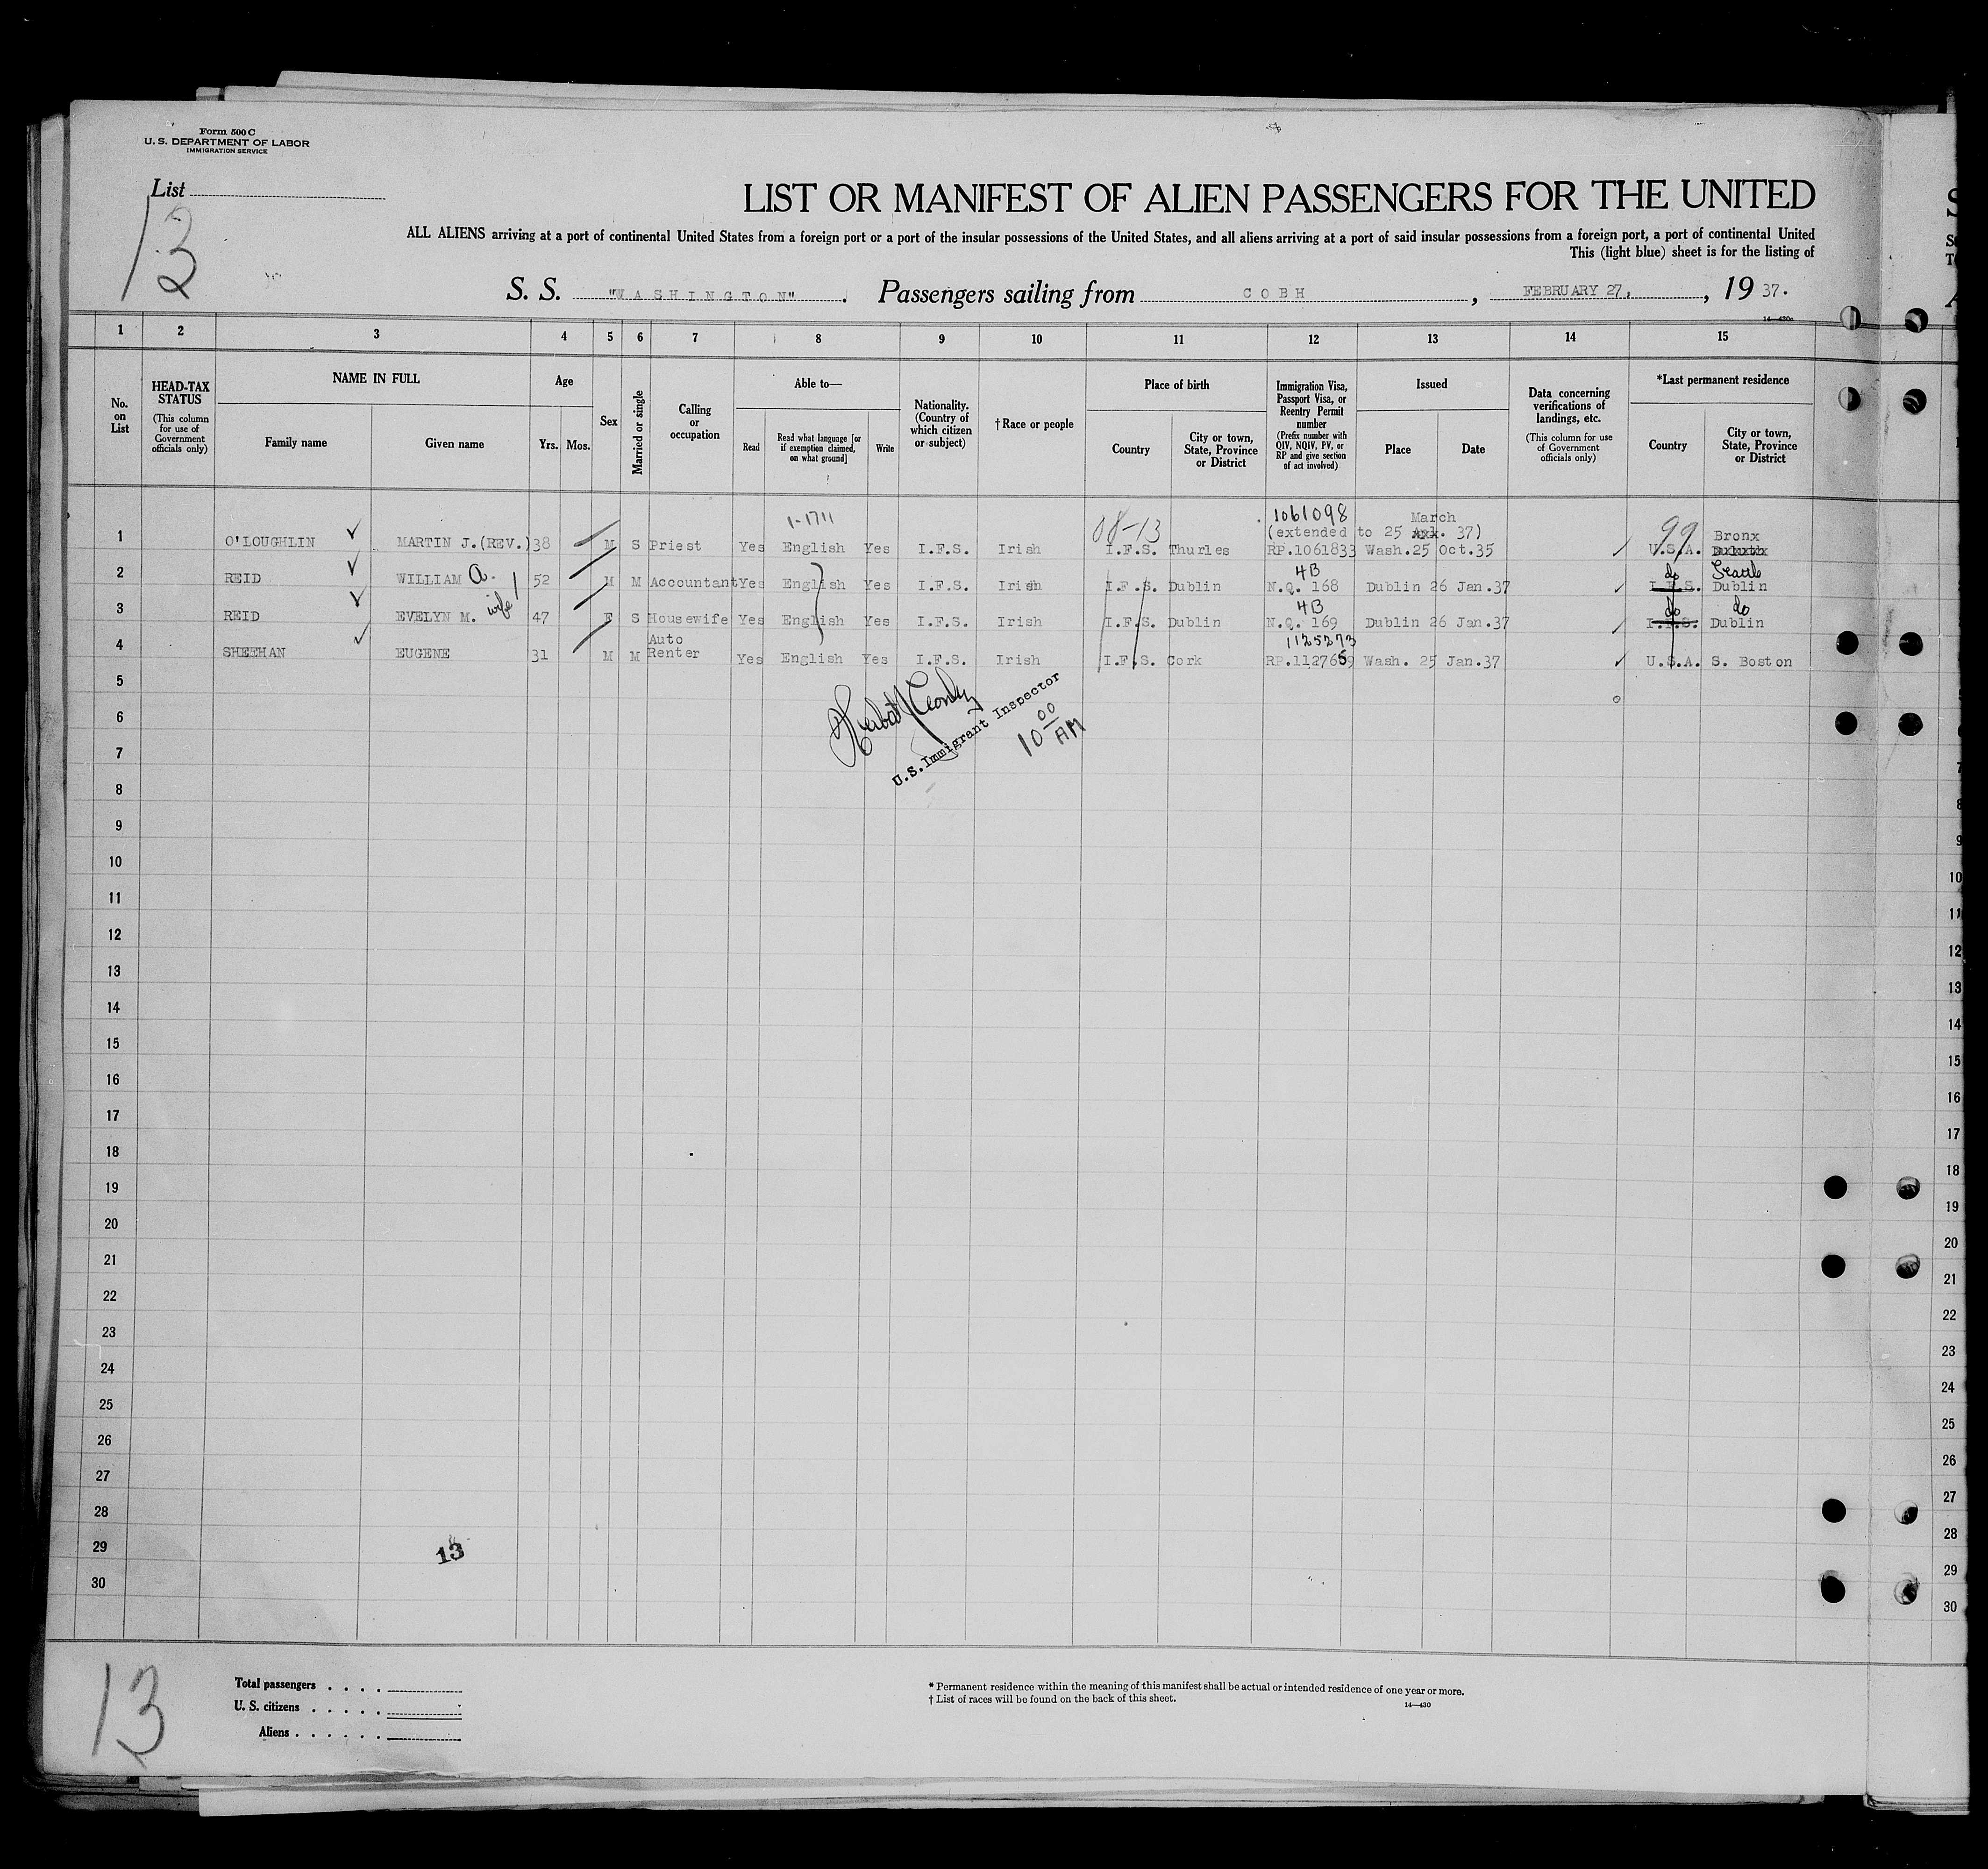 Form 500 C
U. S. DEPARTMENT OF LABOR
IMMIGRATION SERVICE
List
13
LIST OR MANIFEST OF ALIEN PASSENGERS FOR THE UNITED
ALL ALIENS arriving at a port of continental United States from a foreign port or a port of the insular possessions of the United States, and all aliens arriving at a port of said insular possessions from a foreign port, a port of continental United
This (light blue) sheet is for the listing of
S. S. "WASHINGTON". Passengers sailing from COBH, FEBRUARY 27, , 19 37.
14—430c
1 2 3 4 5 6 7 8 9 10 11 12 13 14 15
No. on List
HEAD-TAX STATUS (This column for use of Government officials only)
NAME IN FULL
Family name Given name
Age
Yrs. Mos.
Sex
Married or single
Calling or occupation
Able to—
Read Read what language [or if exemption claimed, on what ground] Write
Nationality. (Country of which citizen or subject)
†Race or people
Place of birth
Country City or town, State, Province or District
Immigration Visa, Passport Visa, or Reentry Permit number (Prefix number with QIV, NQIV, PV, or RP and give section of act involved)
Issued
Place Date
Data concerning verifications of landings, etc. (This column for use of Government officials only)
*Last permanent residence
Country City or town, State, Province or District
1-1711 08-13 1061098 March 99
(extended to 25 . 37) Bronx
1 O'LOUGHLIN MARTIN J.(REV.) 38 M S Priest Yes English Yes I.F.S. Irish I.F.S. Thurles RP.1061833 Wash.25 Oct.35 U.S.A. Duluth
4B do Seattle
2 REID WILLIAM A. 52 M M Accountant Yes English Yes I.F.S. Irish I.F.S. Dublin N.Q. 168 Dublin 26 Jan.37 I.F.S. Dublin
wife 4B do do
3 REID EVELYN M. 47 F S Housewife Yes English Yes I.F.S. Irish I.F.S. Dublin N.Q. 169 Dublin 26 Jan.37 I.F.S. Dublin
Auto 1125273
4 SHEEHAN EUGENE 31 M M Renter Yes English Yes I.F.S. Irish I.F.S. Cork RP.1127659 Wash. 25 Jan.37 U.S.A. S. Boston
5
6
U.S.Immigrant Inspector
10 00 AM
7
8
9
10
11
12
13
14
15
16
17
18
19
20
21
22
23
24
25
26
27
28
29
13
30
13
Total passengers . . . .
U. S. citizens . . . . .
Aliens . . . . . .
* Permanent residence within the meaning of this manifest shall be actual or intended residence of one year or more.
† List of races will be found on the back of this sheet.
14—430